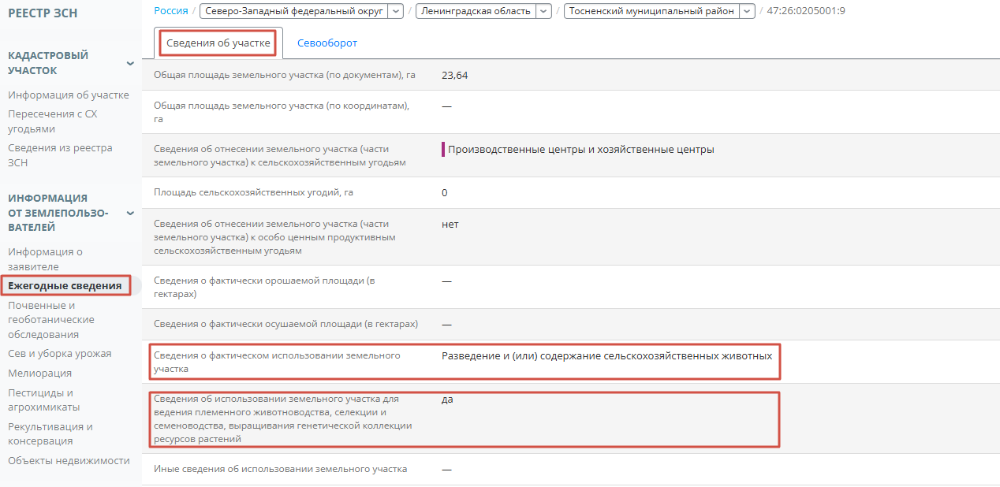 РЕЕСТР ЗСН
КАДАСТРОВЫЙ
УЧАСТОК
Информация об участке
Пересечения с СХ
угодьями
Сведения из реестра
ЗСН
ИНФОРМАЦИЯ
ОТ ЗЕМЛЕПОЛЬЗО-
ВАТЕЛЕЙ
Информация о
заявителе
Ежегодные сведения
Почвенные и
геоботанические
обследования
Сев и уборка урожая
Мелиорация
Пестициды и
агрохимикаты
Рекультивация и
консервация
Объекты недвижимости
Россия / Северо-Западный федеральный округ / Ленинградская область / Тосненский муниципальный район / 47:26:0205001:9
Сведения об участке Севооборот
Общая площадь земельного участка (по документам), га 23,64
Общая площадь земельного участка (по координатам), —
га
Сведения об отнесении земельного участка (части Производственные центры и хозяйственные центры
земельного участка) к сельскохозяйственным угодьям
Площадь сельскохозяйственных угодий, га 0
Сведения об отнесении земельного участка (части нет
земельного участка) к особо ценным продуктивным
сельскохозяйственным угодьям
Сведения о фактически орошаемой площади (в —
гектарах)
Сведения о фактически осушаемой площади (в гектарах) —
Сведения о фактическом использовании земельного Разведение и (или) содержание сельскохозяйственных животных
участка
Сведения об использовании земельного участка для да
ведения племенного животноводства, селекции и
семеноводства, выращивания генетической коллекции
ресурсов растений
Иные сведения об использовании земельного участка —